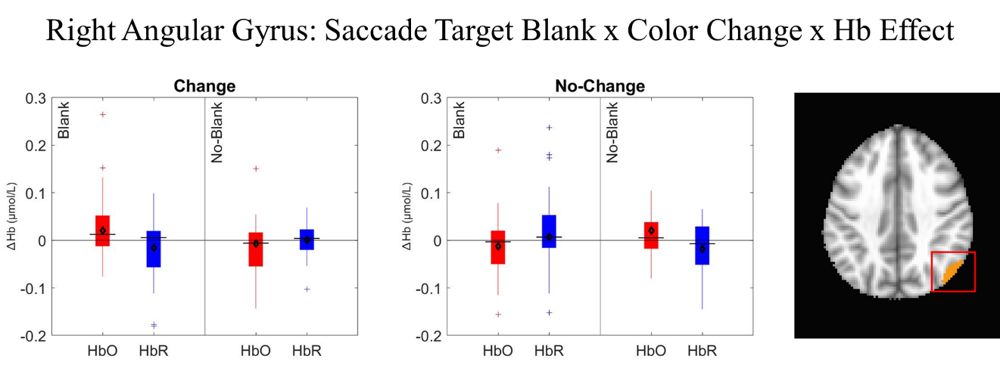 Right Angular Gyrus: Saccade Target Blank x Color Change x Hb Effect
Change
0.3
0.2
0.1
0
-0.1
-0.2
Δ Hb (μmol/L)
Blank
No-Blank
HbO HbR HbO HbR
No-Change
0.3
0.2
0.1
0
-0.1
-0.2
Δ Hb (μmol/L)
Blank
No-Blank
HbO HbR HbO HbR